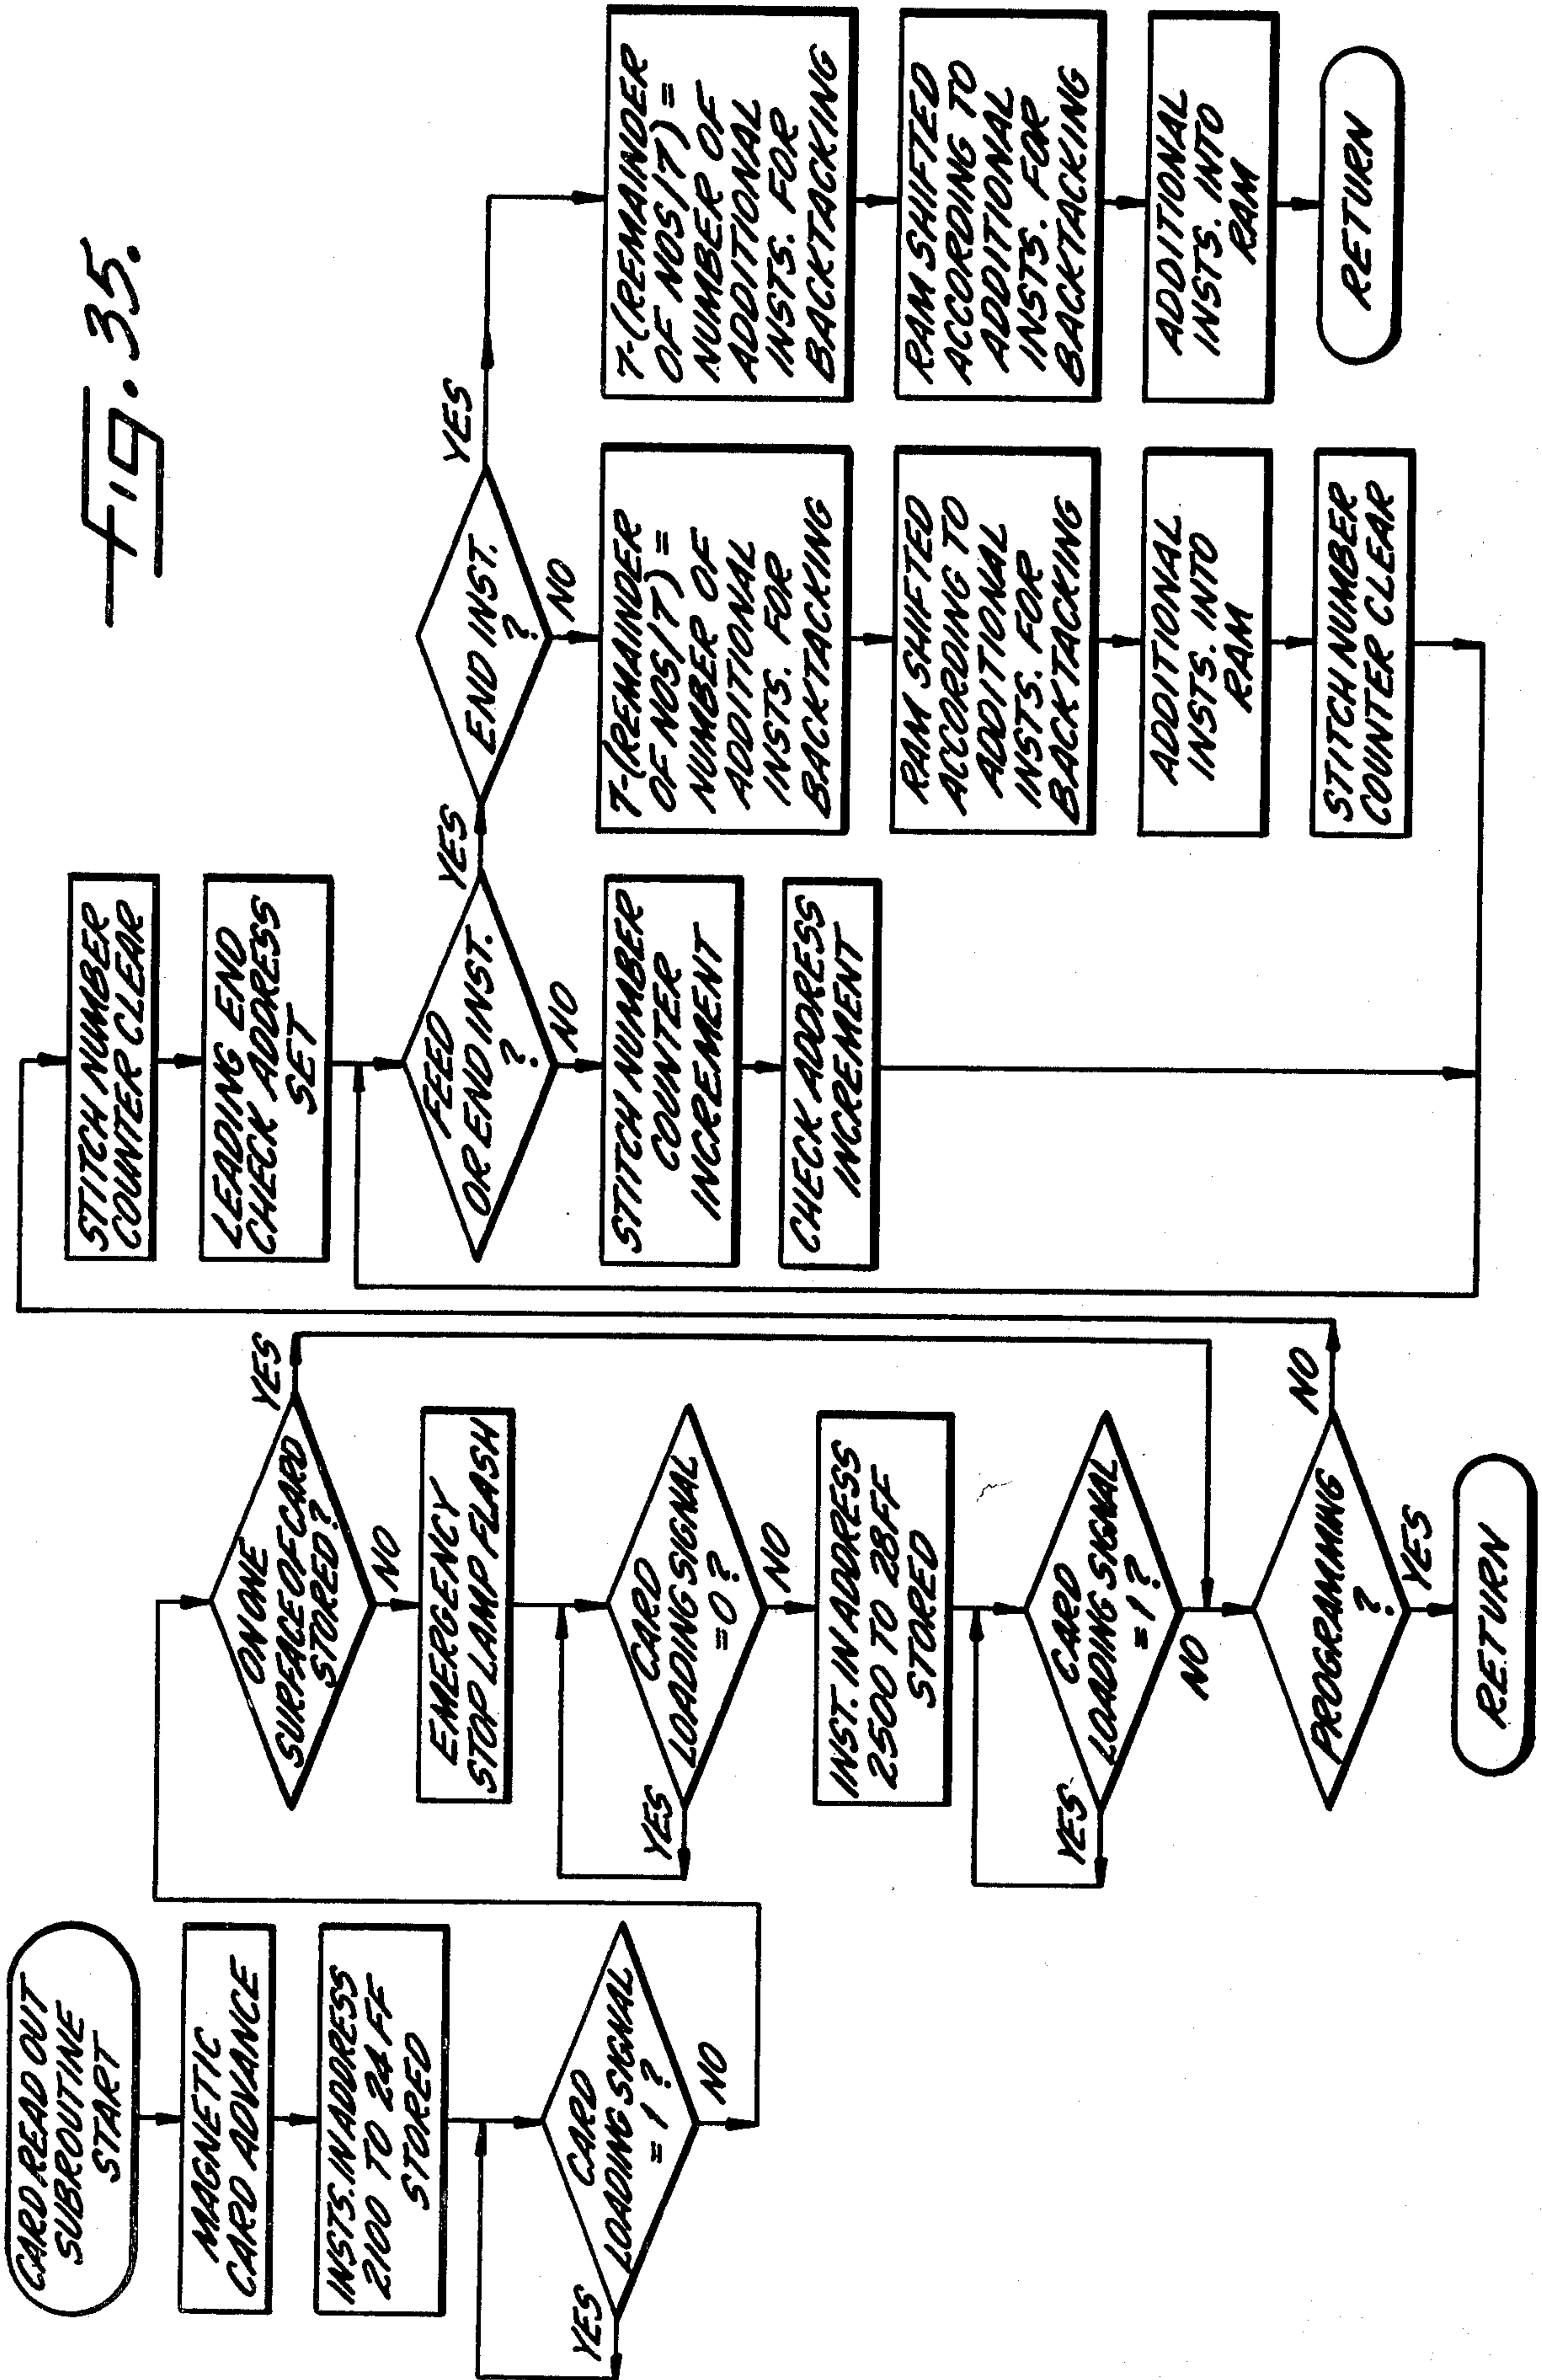 Fig. 35.
CARD READ OUT
SUBROUTINE
START
MAGNETIC
CARD ADVANCE
INSTS. IN ADDRESS
2100 TO 24FF
STORED
CARD
LOADING SIGNAL
= 1 ?
YES
NO
ON ONE
SURFACE OF CARD
STORED?
YES
NO
EMERGENCY
STOP LAMP FLASH
CARD
LOADING SIGNAL
= 0 ?
YES
NO
INST. IN ADDRESS
2500 TO 28FF
STORED
CARD
LOADING SIGNAL
= 1 ?
YES
NO
PROGRAMMING
?
NO
YES
RETURN
STITCH NUMBER
COUNTER CLEAR
LEADING END
CHECK ADDRESS
SET
FEED
OR END INST.
?
YES
NO
STITCH NUMBER
COUNTER
INCREMENT
CHECK ADDRESS
INCREMENT
END INST.
?
YES
NO
7-(REMAINDER
OF NOS/7) =
NUMBER OF
ADDITIONAL
INSTS. FOR
BACKTACKING
RAM SHIFTED
ACCORDING TO
ADDITIONAL
INSTS. FOR
BACKTACKING
ADDITIONAL
INSTS. INTO
RAM
STITCH NUMBER
COUNTER CLEAR
7-(REMAINDER
OF NOS/7) =
NUMBER OF
ADDITIONAL
INSTS. FOR
BACKTACKING
RAM SHIFTED
ACCORDING TO
ADDITIONAL
INSTS. FOR
BACKTACKING
ADDITIONAL
INSTS. INTO
RAM
RETURN